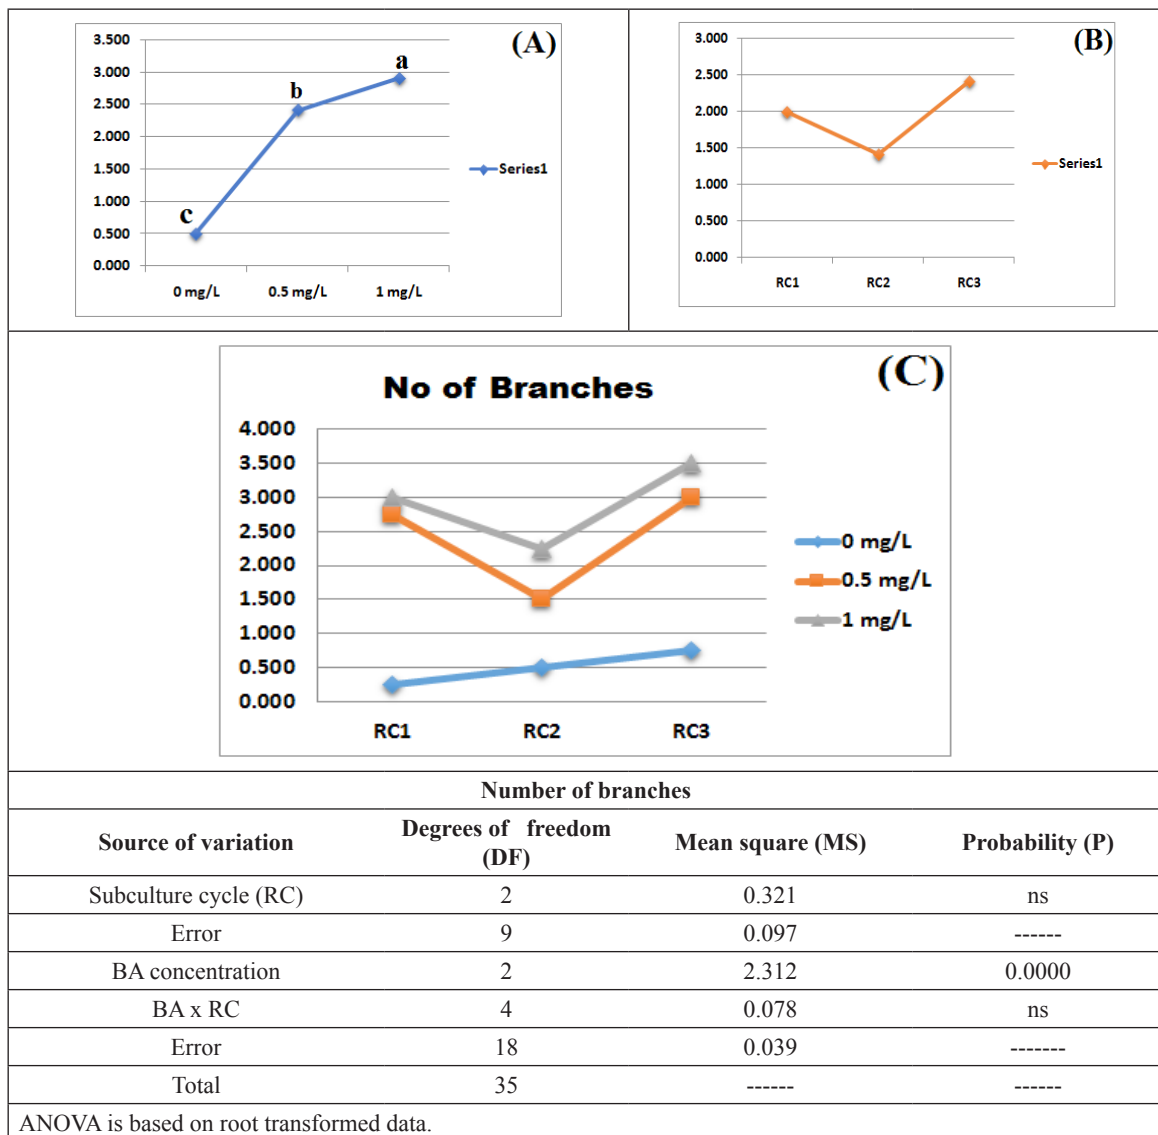 (A)
3.500
3.000
2.500
2.000
1.500
1.000
0.500
0.000
a
b
c
Series1
0 mg/L 0.5 mg/L 1 mg/L
(B)
3.000
2.500
2.000
1.500
1.000
0.500
0.000
Series1
RC1 RC2 RC3
(C)
No of Branches
4.000
3.500
3.000
2.500
2.000
1.500
1.000
0.500
0.000
0 mg/L
0.5 mg/L
1 mg/L
RC1 RC2 RC3
Number of branches
Source of variation Degrees of freedom (DF) Mean square (MS) Probability (P)
Subculture cycle (RC) 2 0.321 ns
Error 9 0.097 ------
BA concentration 2 2.312 0.0000
BA x RC 4 0.078 ns
Error 18 0.039 -------
Total 35 ------ ------
ANOVA is based on root transformed data.